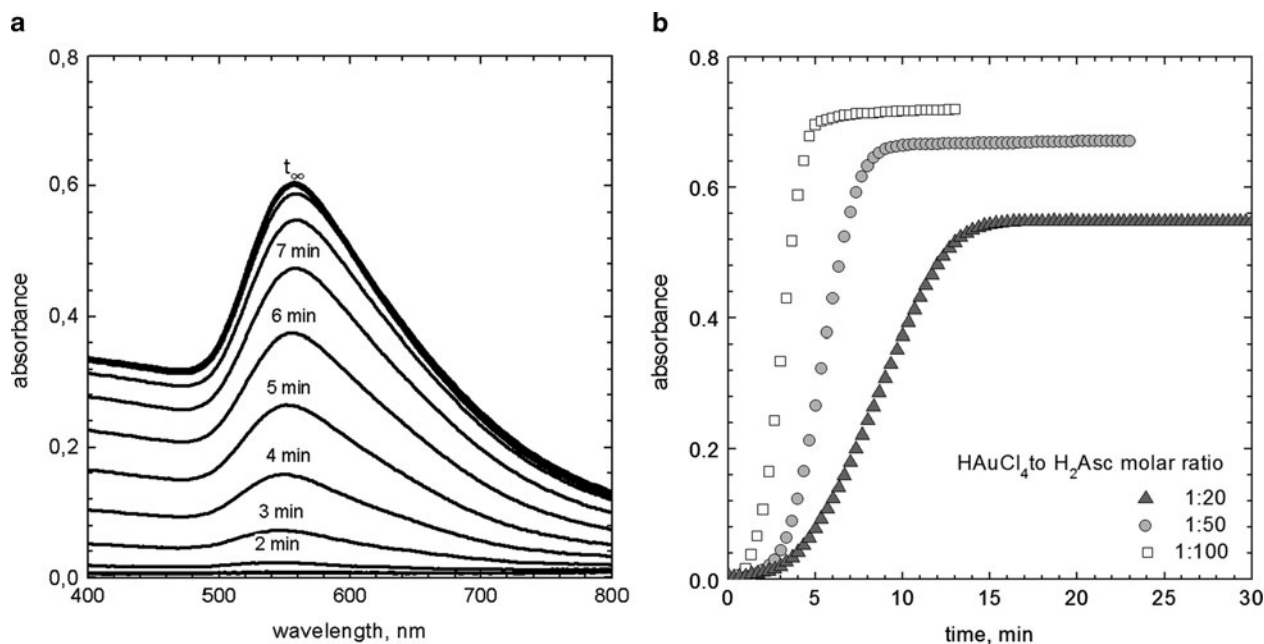 a
0,8
0,6
0,4
0,2
0,0
absorbance
t∞
7 min
6 min
5 min
4 min
3 min
2 min
400 500 600 700 800
wavelength, nm
b
0.8
0.6
0.4
0.2
0.0
absorbance
HAuCl4to H2Asc molar ratio
1:20
1:50
1:100
0 5 10 15 20 25 30
time, min